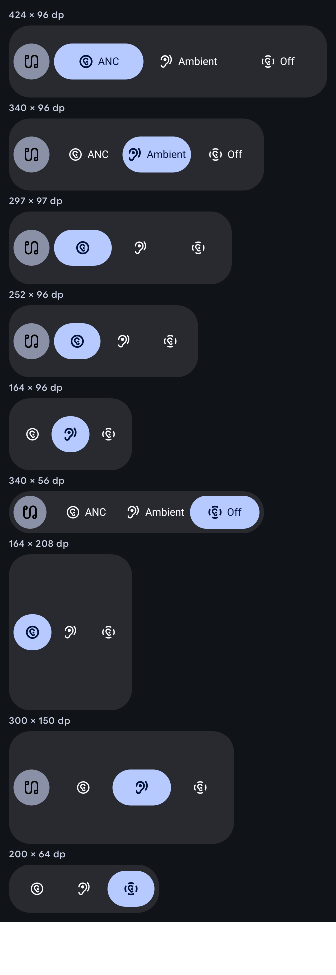 424 × 96 dp
ANC Ambient Off
340 × 96 dp
ANC Ambient Off
297 × 97 dp
252 × 96 dp
164 × 96 dp
340 × 56 dp
ANC Ambient Off
164 × 208 dp
300 × 150 dp
200 × 64 dp